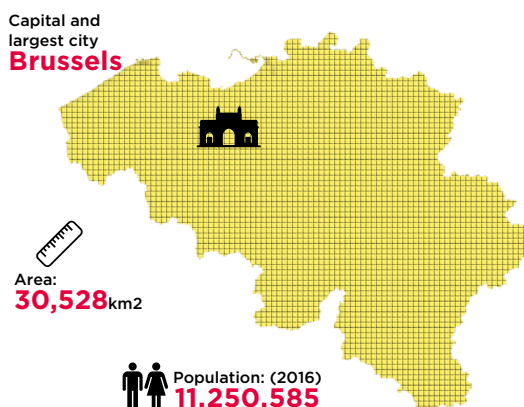 Capital and
largest city
Brussels
Area:
30,528km2
Population: (2016)
11.250.585